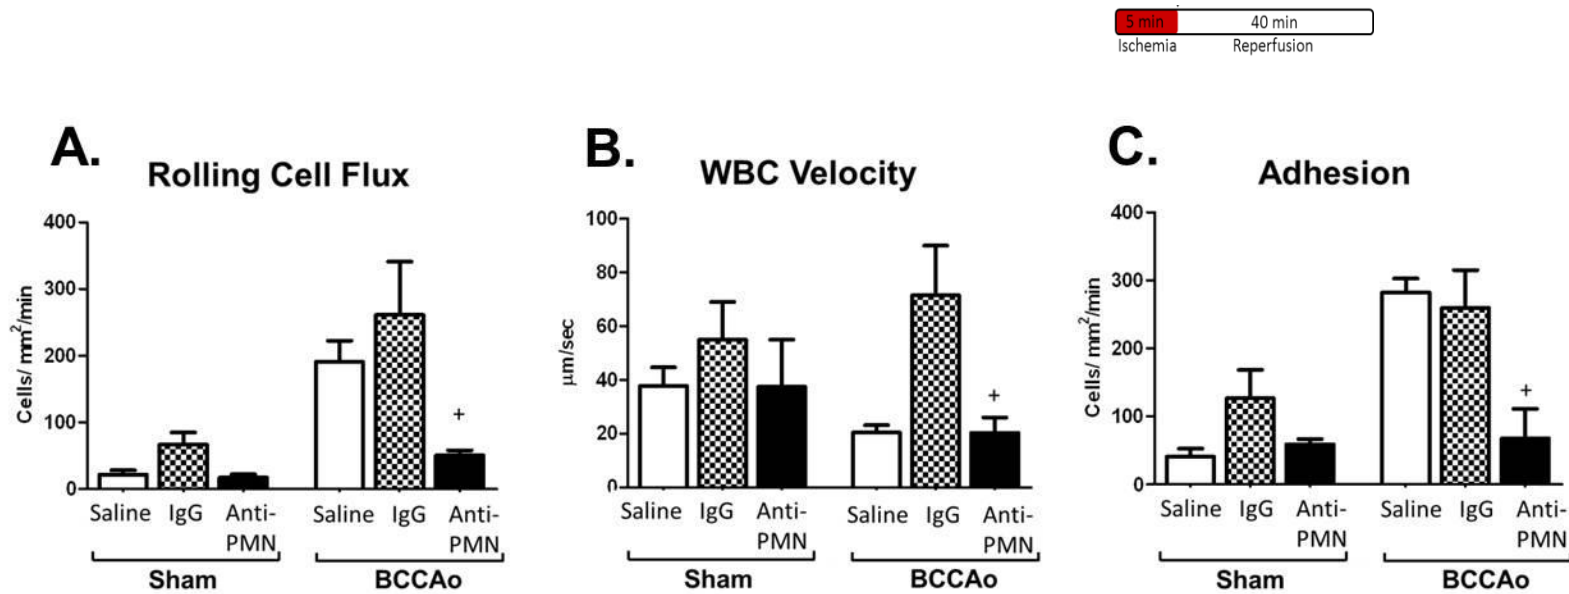 5 min 40 min
Ischemia Reperfusion
A.
Rolling Cell Flux
Cells/ mm²/min
400
300
200
100
0
Saline IgG Anti-PMN Saline IgG Anti-PMN
Sham BCCAo
+
B.
WBC Velocity
μm/sec
100
80
60
40
20
0
Saline IgG Anti-PMN Saline IgG Anti-PMN
Sham BCCAo
+
C.
Adhesion
Cells/ mm²/min
400
300
200
100
0
Saline IgG Anti-PMN Saline IgG Anti-PMN
Sham BCCAo
+